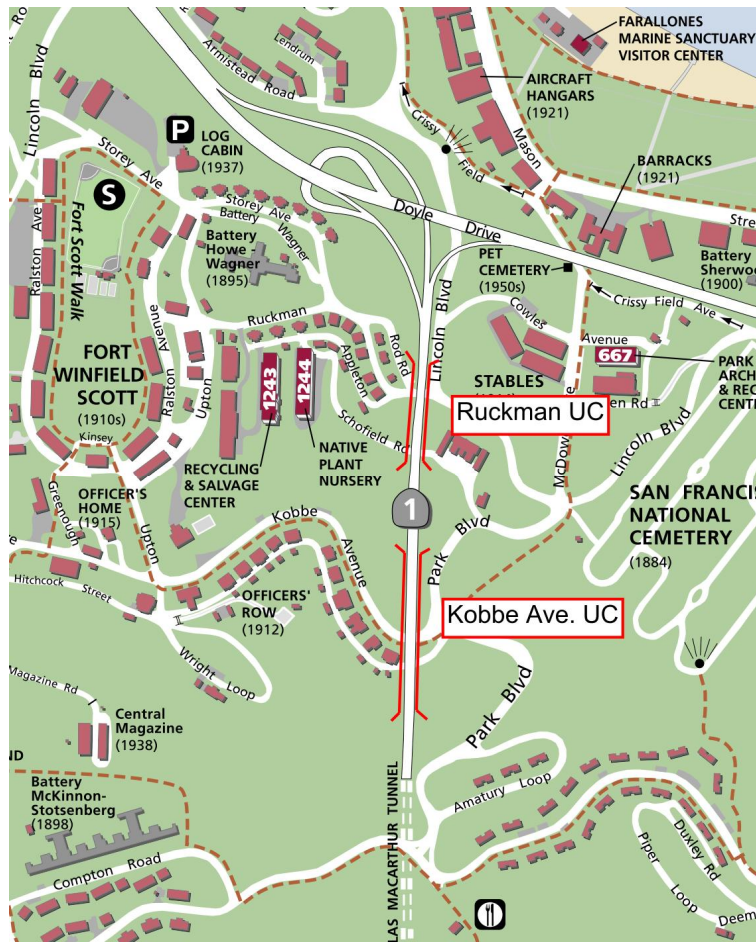 FARALLONES
MARINE SANCTUARY
VISITOR CENTER
Lendrum
Armistead Road
Lincoln Blvd
AIRCRAFT
HANGARS
(1921)
Crissy
Field
Mason
P
LOG
CABIN
(1937)
Storey Ave
BARRACKS
(1921)
S
Storey Ave
Battery
Wagner
Doyle
Drive
Stre
Ralston Ave
Fort Scott Walk
Battery
Howe -
Wagner
(1895)
PET
CEMETERY
(1950s)
Battery
Sherwo
(1900)
Crissy Field Ave
Ruckman
Cowles
Lincoln Blvd
Avenue
667
Rod Rd
Appleton
FORT
WINFIELD
SCOTT
(1910s)
Ralston
Avenue
Upton
1243
1244
STABLES
PARK
ARCH
& REC
CENT
Ruckman UC
en Rd
Schofield Rd
Lincoln Blvd
McDow
Kinsey
RECYCLING
& SALVAGE
CENTER
NATIVE
PLANT
NURSERY
OFFICER'S
HOME
(1915)
Greenough
Upton
1
SAN FRANCIS
NATIONAL
CEMETERY
(1884)
Kobbe
Avenue
Park Blvd
Hitchcock Street
OFFICERS'
ROW
(1912)
Kobbe Ave. UC
Wright Loop
Magazine Rd
Park Blvd
Central
Magazine
(1938)
ND
Battery
McKinnon-
Stotsenberg
(1898)
Amatury Loop
LAS MACARTHUR TUNNEL
Compton Road
Piper Loop
Duxley Rd
Deem